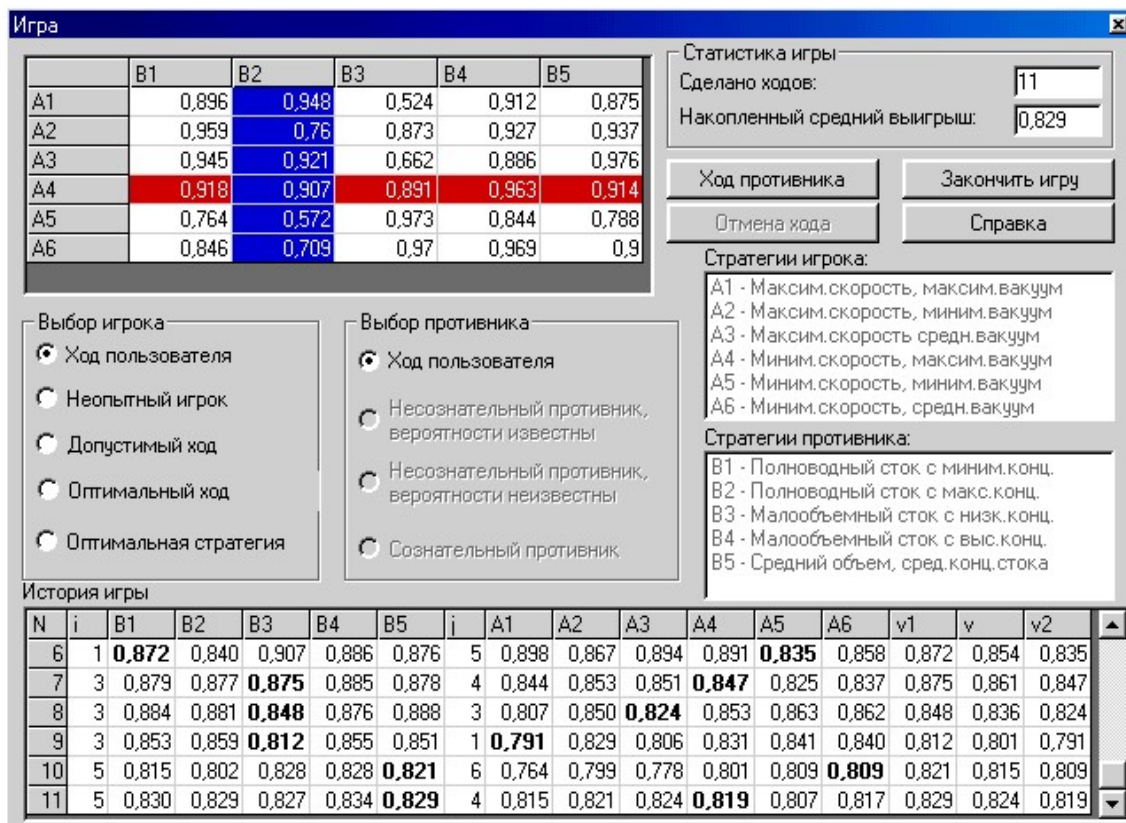 Игра
B1 B2 B3 B4 B5
A1 0,896 0,948 0,524 0,912 0,875
A2 0,959 0,76 0,873 0,927 0,937
A3 0,945 0,921 0,662 0,886 0,976
A4 0,918 0,907 0,891 0,963 0,914
A5 0,764 0,572 0,973 0,844 0,788
A6 0,846 0,709 0,97 0,969 0,9
Статистика игры
Сделано ходов: 11
Накопленный средний выигрыш: 0,829
Ход противника Закончить игру
Отмена хода Справка
Стратегии игрока:
A1 - Максим.скорость, максим.вакуум
A2 - Максим.скорость, миним.вакуум
A3 - Максим.скорость средн.вакуум
A4 - Миним.скорость, максим.вакуум
A5 - Миним.скорость, миним.вакуум
A6 - Миним.скорость, средн.вакуум
Выбор игрока
Ход пользователя
Неопытный игрок
Допустимый ход
Оптимальный ход
Оптимальная стратегия
Выбор противника
Ход пользователя
Несознательный противник,
вероятности известны
Несознательный противник,
вероятности неизвестны
Сознательный противник
Стратегии противника:
B1 - Полноводный сток с миним.конц.
B2 - Полноводный сток с макс.конц.
B3 - Малообъемный сток с низк.конц.
B4 - Малообъемный сток с выс.конц.
B5 - Средний объем, сред.конц.стока
История игры
N i B1 B2 B3 B4 B5 j A1 A2 A3 A4 A5 A6 v1 v v2
6 1 0,872 0,840 0,907 0,886 0,876 5 0,898 0,867 0,894 0,891 0,835 0,858 0,872 0,854 0,835
7 3 0,879 0,877 0,875 0,885 0,878 4 0,844 0,853 0,851 0,847 0,825 0,837 0,875 0,861 0,847
8 3 0,884 0,881 0,848 0,876 0,888 3 0,807 0,850 0,824 0,853 0,863 0,862 0,848 0,836 0,824
9 3 0,853 0,859 0,812 0,855 0,851 1 0,791 0,829 0,806 0,831 0,841 0,840 0,812 0,801 0,791
10 5 0,815 0,802 0,828 0,828 0,821 6 0,764 0,799 0,778 0,801 0,809 0,809 0,821 0,815 0,809
11 5 0,830 0,829 0,827 0,834 0,829 4 0,815 0,821 0,824 0,819 0,807 0,817 0,829 0,824 0,819